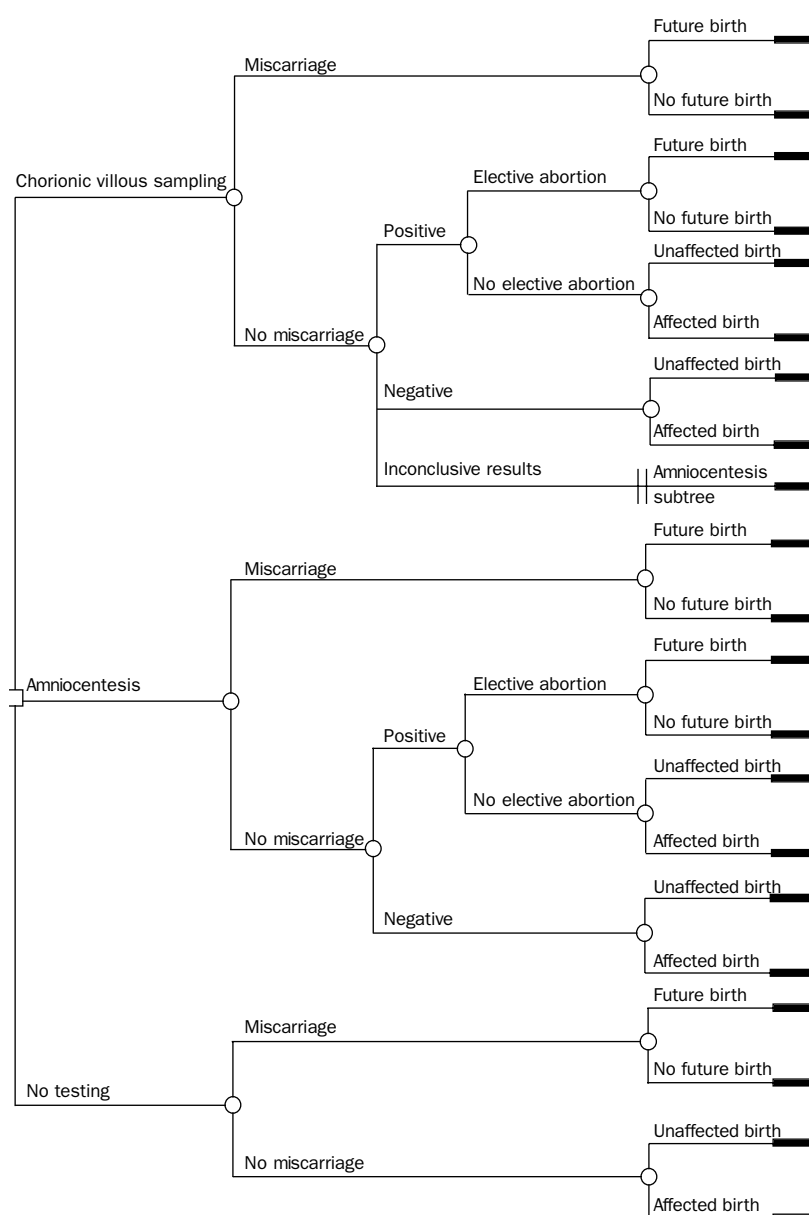 Future birth
Miscarriage
No future birth
Future birth
Chorionic villous sampling
Elective abortion
No future birth
Positive
Unaffected birth
No elective abortion
Affected birth
No miscarriage
Unaffected birth
Negative
Affected birth
Inconclusive results
Amniocentesis
subtree
Future birth
Miscarriage
No future birth
Future birth
Amniocentesis
Elective abortion
No future birth
Positive
Unaffected birth
No elective abortion
Affected birth
No miscarriage
Unaffected birth
Negative
Affected birth
Future birth
Miscarriage
No future birth
No testing
Unaffected birth
No miscarriage
Affected birth